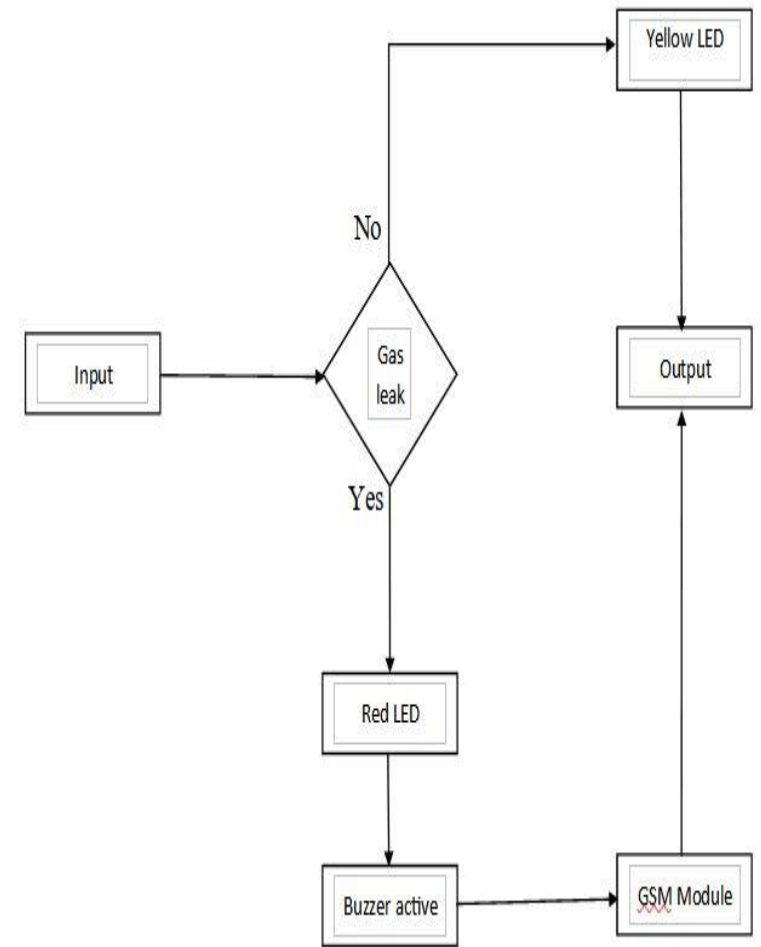 Yellow LED
No
Input
Gas
leak
Output
Yes
Red LED
Buzzer active
GSM Module